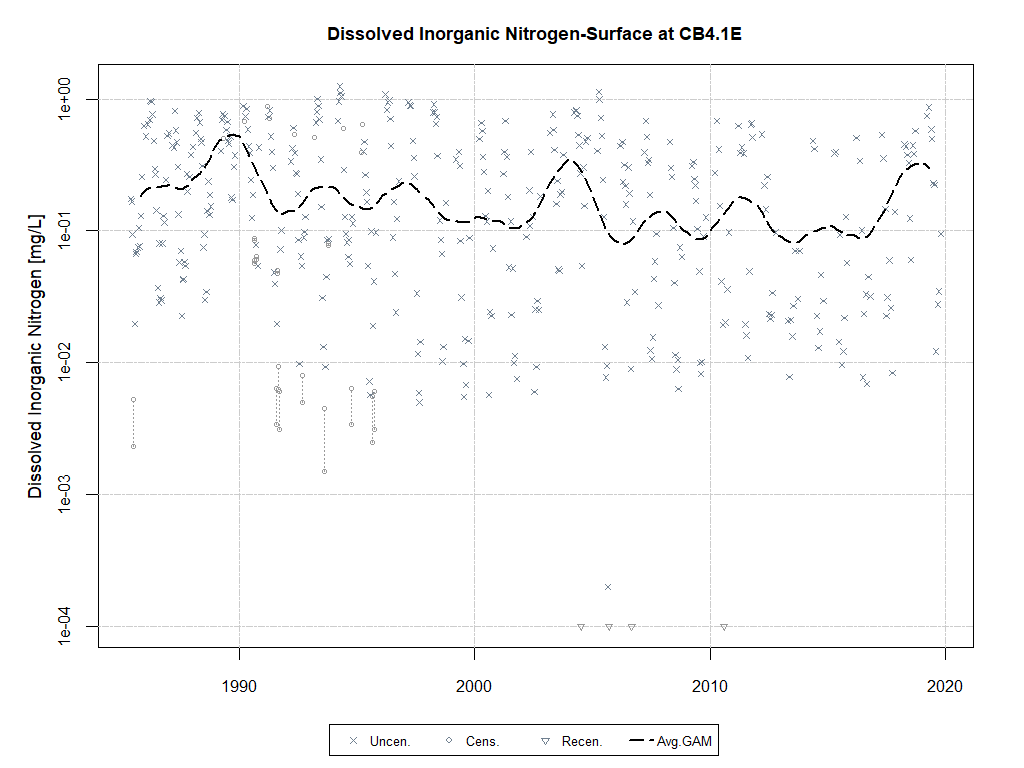 Dissolved Inorganic Nitrogen-Surface at CB4.1E
Dissolved Inorganic Nitrogen [mg/L]
1e+00
1e-01
1e-02
1e-03
1e-04
1990
2000
2010
2020
Uncen.
Cens.
Recen.
Avg.GAM